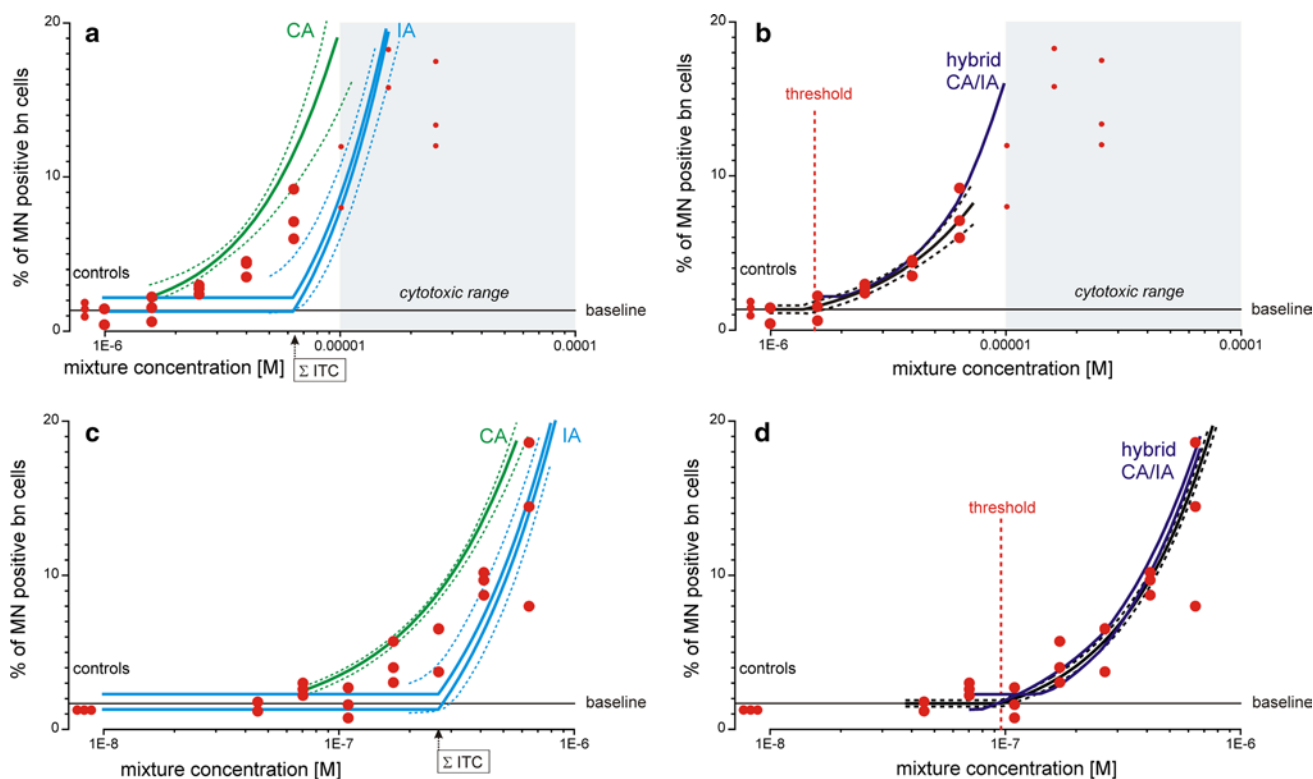 a
CA
IA
% of MN positive bn cells
20
10
0
controls
cytotoxic range
baseline
1E-6
0.00001
0.0001
mixture concentration [M]
Σ ITC
b
hybrid
CA/IA
threshold
% of MN positive bn cells
20
10
0
controls
cytotoxic range
baseline
1E-6
0.00001
0.0001
mixture concentration [M]
c
CA
IA
% of MN positive bn cells
20
10
0
controls
baseline
1E-8
1E-7
1E-6
mixture concentration [M]
Σ ITC
d
hybrid
CA/IA
threshold
% of MN positive bn cells
20
10
0
controls
baseline
1E-8
1E-7
1E-6
mixture concentration [M]